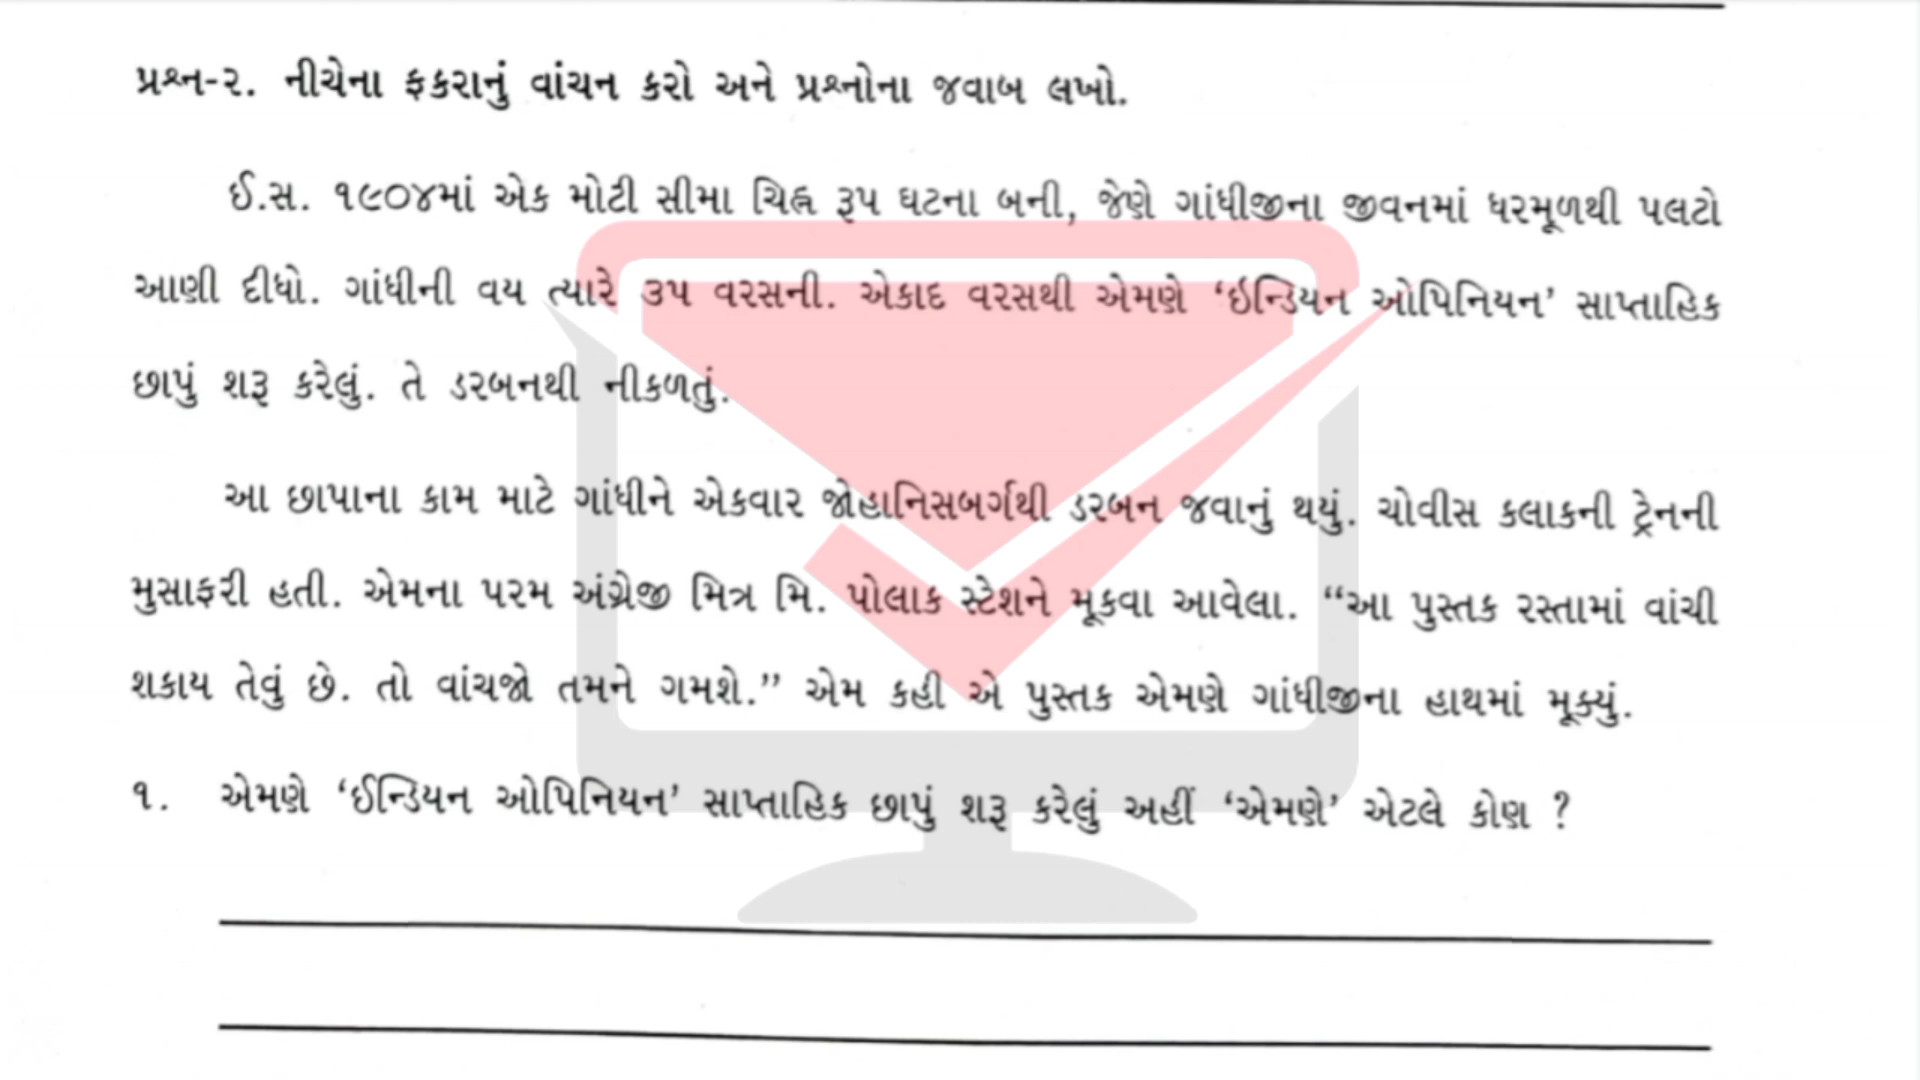 પ્રશ્ન-૨. નીચેના ફકરાનું વાંચન કરો અને પ્રશ્નોના જવાબ લખો.
ઈ.સ. ૧૯૦૪માં એક મોટી સીમા ચિહ્ન રૂપ ઘટના બની, જેણે ગાંધીજીના જીવનમાં ધરમૂળથી પલટો
આણી દીધો. ગાંધીની વય ત્યારે ૩૫ વરસની. એકાદ વરસથી એમણે ‘ઇન્ડિયન ઓપિનિયન’ સાપ્તાહિક
છાપું શરૂ કરેલું. તે ડરબનથી નીકળતું.
આ છાપાના કામ માટે ગાંધીને એકવાર જોહાનિસબર્ગથી ડરબન જવાનું થયું. ચોવીસ કલાકની ટ્રેનની
મુસાફરી હતી. એમના પરમ અંગ્રેજી મિત્ર મિ. પોલાક સ્ટેશને મૂકવા આવેલા. “આ પુસ્તક રસ્તામાં વાંચી
શકાય તેવું છે. તો વાંચજો તમને ગમશે.” એમ કહી એ પુસ્તક એમણે ગાંધીજીના હાથમાં મૂક્યું.
૧. એમણે ‘ઈન્ડિયન ઓપિનિયન’ સાપ્તાહિક છાપું શરૂ કરેલું અહીં ‘એમણે’ એટલે કોણ ?